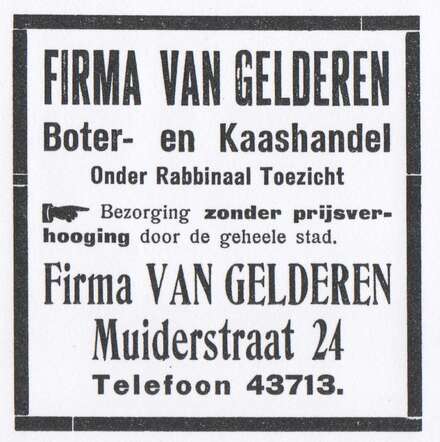 FIRMA VAN GELDEREN
Boter- en Kaashandel
Onder Rabbinaal Toezicht
Bezorging zonder prijsver-
hooging door de geheele stad.
Firma VAN GELDEREN
Muiderstraat 24
Telefoon 43713.